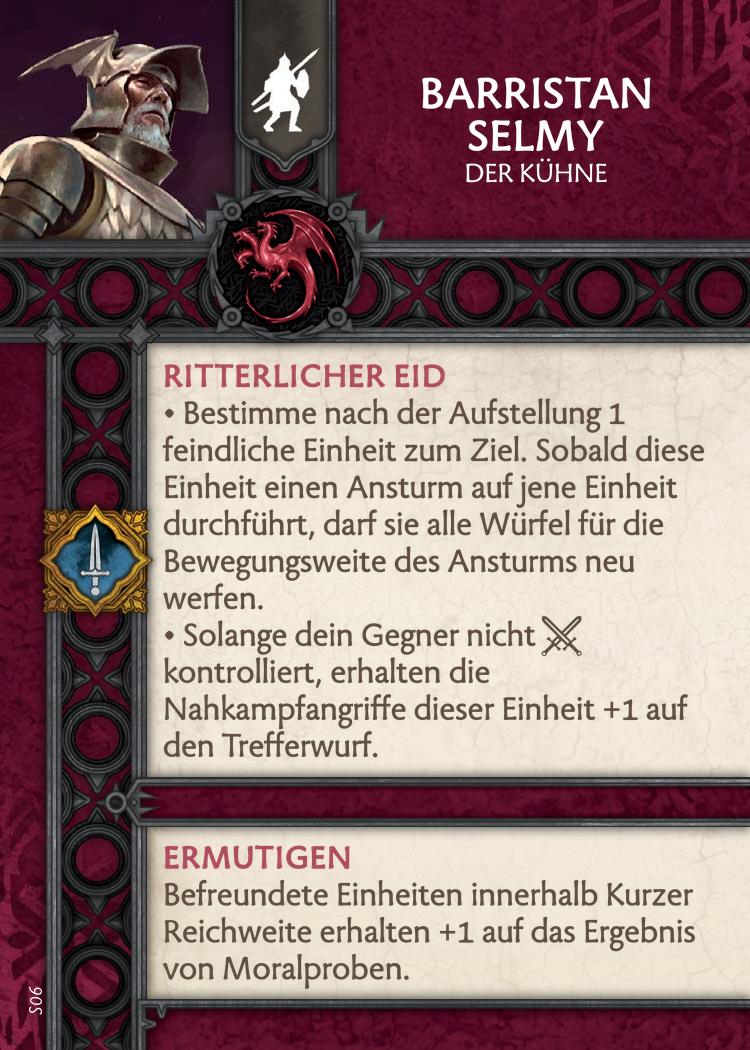 BARRISTAN
SELMY
DER KÜHNE
RITTERLICHER EID
• Bestimme nach der Aufstellung 1
feindliche Einheit zum Ziel. Sobald diese
Einheit einen Ansturm auf jene Einheit
durchführt, darf sie alle Würfel für die
Bewegungsweite des Ansturms neu
werfen.
• Solange dein Gegner nicht
kontrolliert, erhalten die
Nahkampfangriffe dieser Einheit +1 auf
den Trefferwurf.
ERMUTIGEN
Befreundete Einheiten innerhalb Kurzer
Reichweite erhalten +1 auf das Ergebnis
von Moralproben.
S06